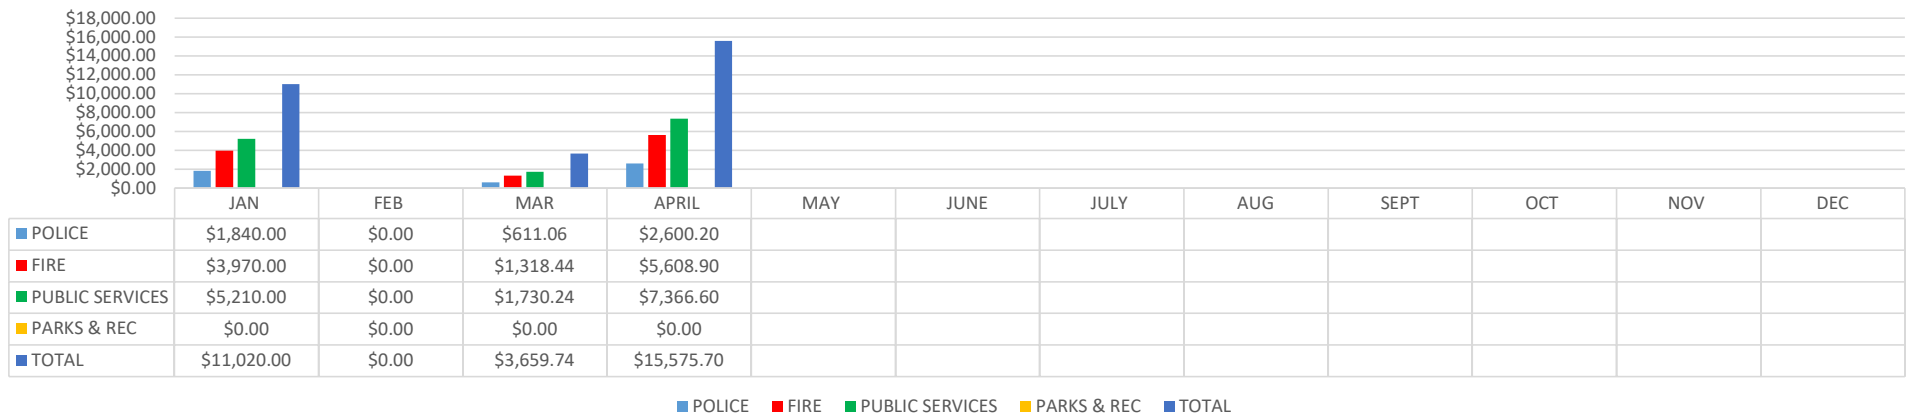 $18,000.00
$16,000.00
$14,000.00
$12,000.00
$10,000.00
$8,000.00
$6,000.00
$4,000.00
$2,000.00
$0.00
JAN FEB MAR APRIL MAY JUNE JULY AUG SEPT OCT NOV DEC
POLICE $1,840.00 $0.00 $611.06 $2,600.20
FIRE $3,970.00 $0.00 $1,318.44 $5,608.90
PUBLIC SERVICES $5,210.00 $0.00 $1,730.24 $7,366.60
PARKS & REC $0.00 $0.00 $0.00 $0.00
TOTAL $11,020.00 $0.00 $3,659.74 $15,575.70
POLICE FIRE PUBLIC SERVICES PARKS & REC TOTAL